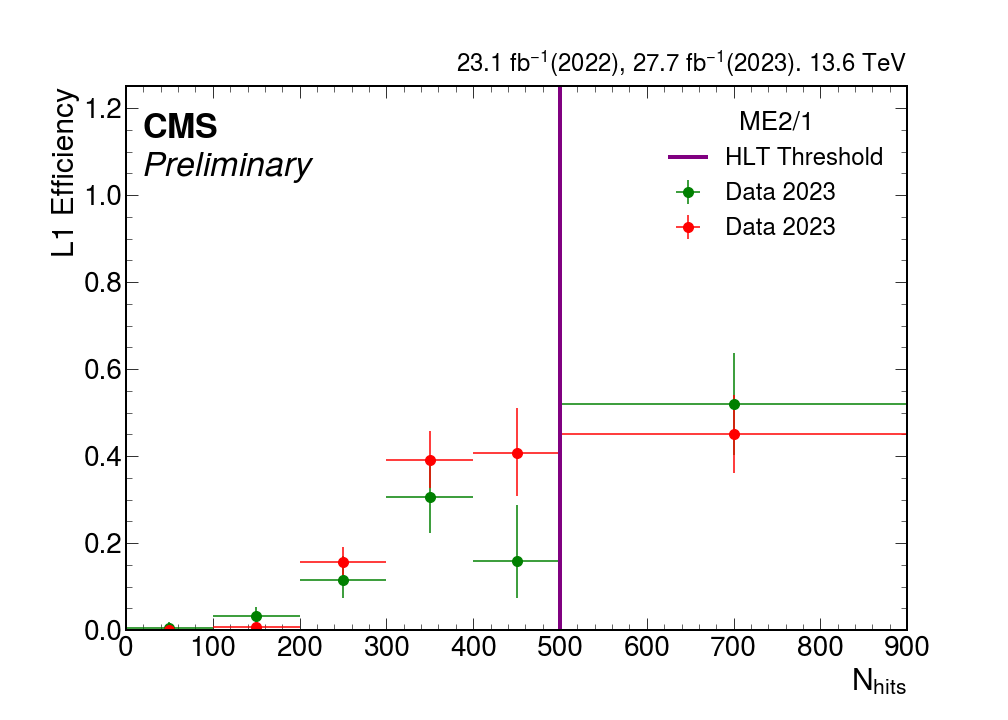 23.1 fb⁻¹(2022), 27.7 fb⁻¹(2023). 13.6 TeV
CMS
Preliminary
ME2/1
HLT Threshold
Data 2023
Data 2023
L1 Efficiency
1.2
1.0
0.8
0.6
0.4
0.2
0.0
0 100 200 300 400 500 600 700 800 900
N_hits